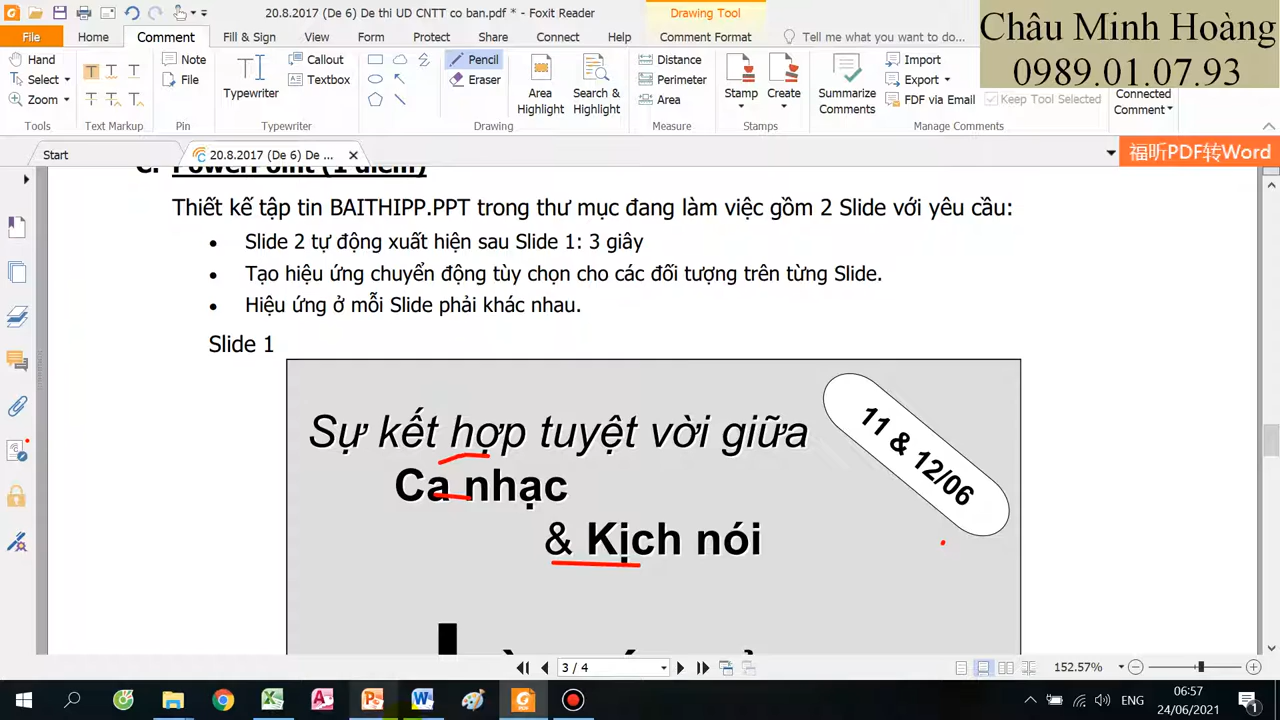 20.8.2017 (De 6) De thi UD CNTT co ban.pdf * - Foxit Reader
Drawing Tool
Châu Minh Hoàng
0989.01.07.93
File
Home
Comment
Fill & Sign
View
Form
Protect
Share
Connect
Help
Comment Format
Tell me what you want to do...
Hand
Select
Zoom
Tools
Text Markup
Note
File
Pin
Typewriter
Callout
Textbox
Typewriter
Pencil
Eraser
Area Highlight
Search & Highlight
Drawing
Distance
Perimeter
Area
Measure
Stamp
Create
Stamps
Summarize Comments
Import
Export
FDF via Email
Manage Comments
Keep Tool Selected
Connected Comment
Start
20.8.2017 (De 6) De ...
福昕PDF转Word
C. PowerPoint (1 điểm)
Thiết kế tập tin BAITHIPP.PPT trong thư mục đang làm việc gồm 2 Slide với yêu cầu:
• Slide 2 tự động xuất hiện sau Slide 1: 3 giây
• Tạo hiệu ứng chuyển động tùy chọn cho các đối tượng trên từng Slide.
• Hiệu ứng ở mỗi Slide phải khác nhau.
Slide 1
Sự kết hợp tuyệt vời giữa
Ca nhạc
& Kịch nói
11 & 12/06
3 / 4
152.57%
ENG
06:57
24/06/2021
1